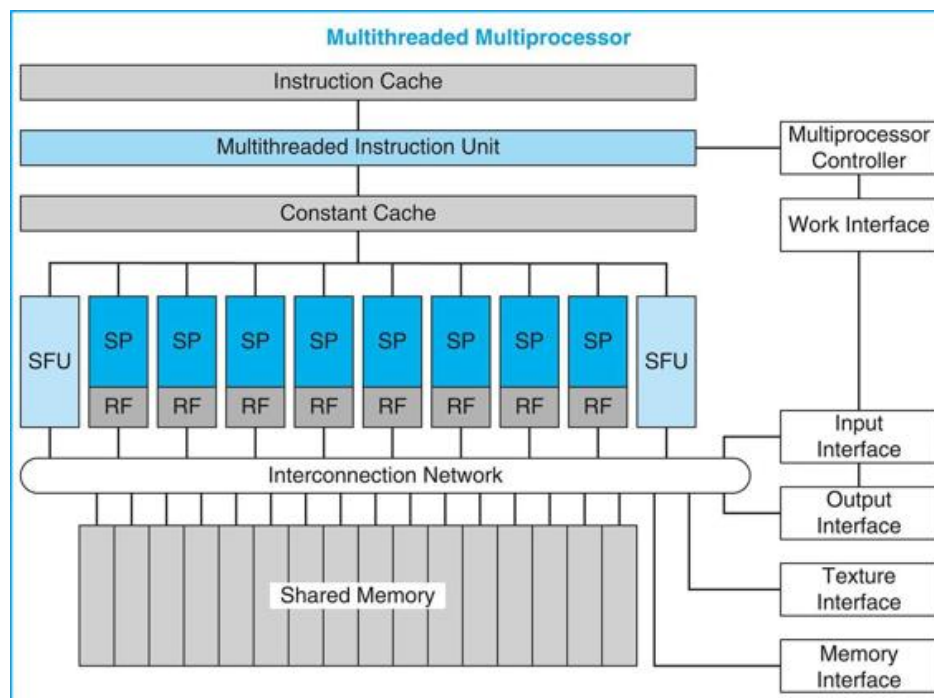 Multithreaded Multiprocessor
Instruction Cache
Multithreaded Instruction Unit
Multiprocessor
Controller
Constant Cache
Work Interface
SFU
SP
SP
SP
SP
SP
SP
SP
SP
SFU
RF
RF
RF
RF
RF
RF
RF
RF
Input
Interface
Interconnection Network
Output
Interface
Shared Memory
Texture
Interface
Memory
Interface